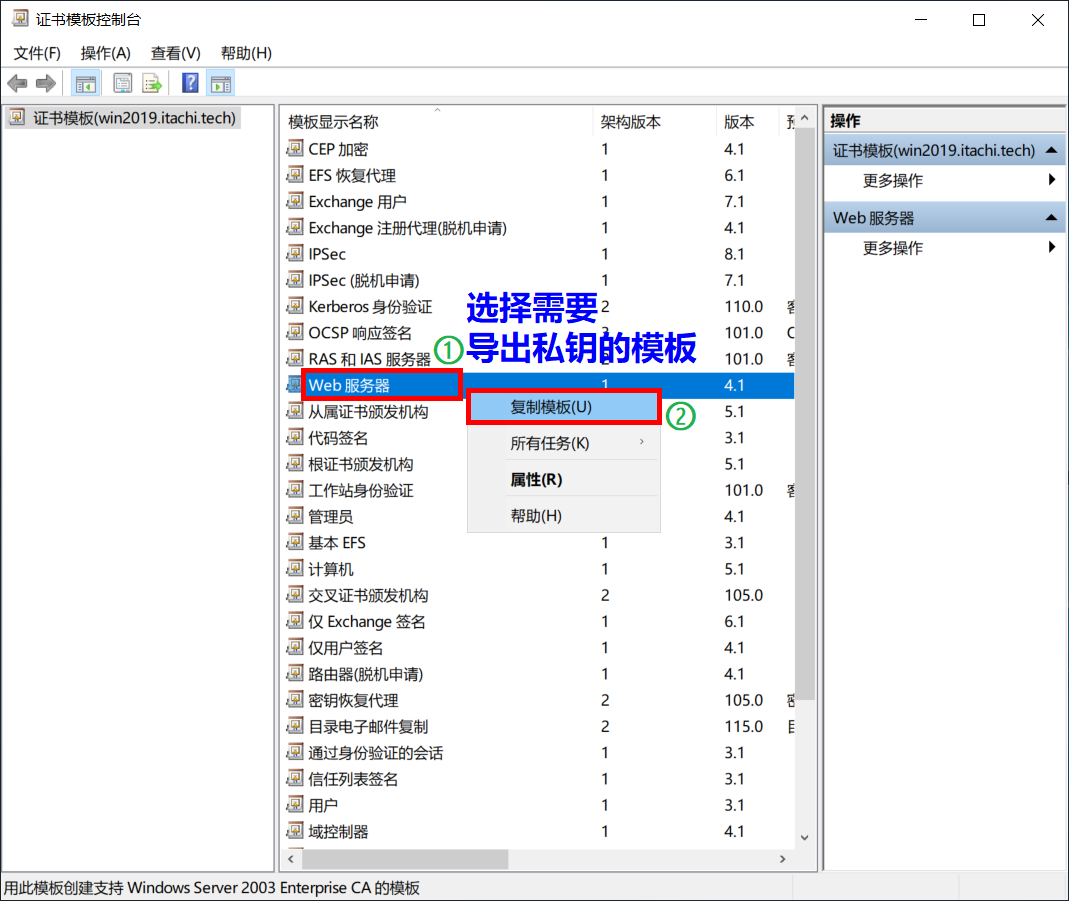 证书模板控制台
文件(F) 操作(A) 查看(V) 帮助(H)
证书模板(win2019.itachi.tech)
模板显示名称 架构版本 版本
CEP 加密 1 4.1
EFS 恢复代理 1 6.1
Exchange 用户 1 7.1
Exchange 注册代理(脱机申请) 1 4.1
IPSec 1 8.1
IPSec (脱机申请) 1 7.1
Kerberos 身份验证 2 110.0
OCSP 响应签名 101.0
RAS 和 IAS 服务器 101.0
Web 服务器 1 4.1
从属证书颁发机构 5.1
代码签名 3.1
根证书颁发机构 5.1
工作站身份验证 101.0
管理员 4.1
基本 EFS 1 3.1
计算机 1 5.1
交叉证书颁发机构 2 105.0
仅 Exchange 签名 1 6.1
仅用户签名 1 4.1
路由器(脱机申请) 1 4.1
密钥恢复代理 2 105.0
目录电子邮件复制 2 115.0
通过身份验证的会话 1 3.1
信任列表签名 1 3.1
用户 1 3.1
域控制器 1 4.1
选择需要
① 导出私钥的模板
复制模板(U) ②
所有任务(K)
属性(R)
帮助(H)
操作
证书模板(win2019.itachi.tech)
更多操作
Web 服务器
更多操作
用此模板创建支持 Windows Server 2003 Enterprise CA 的模板